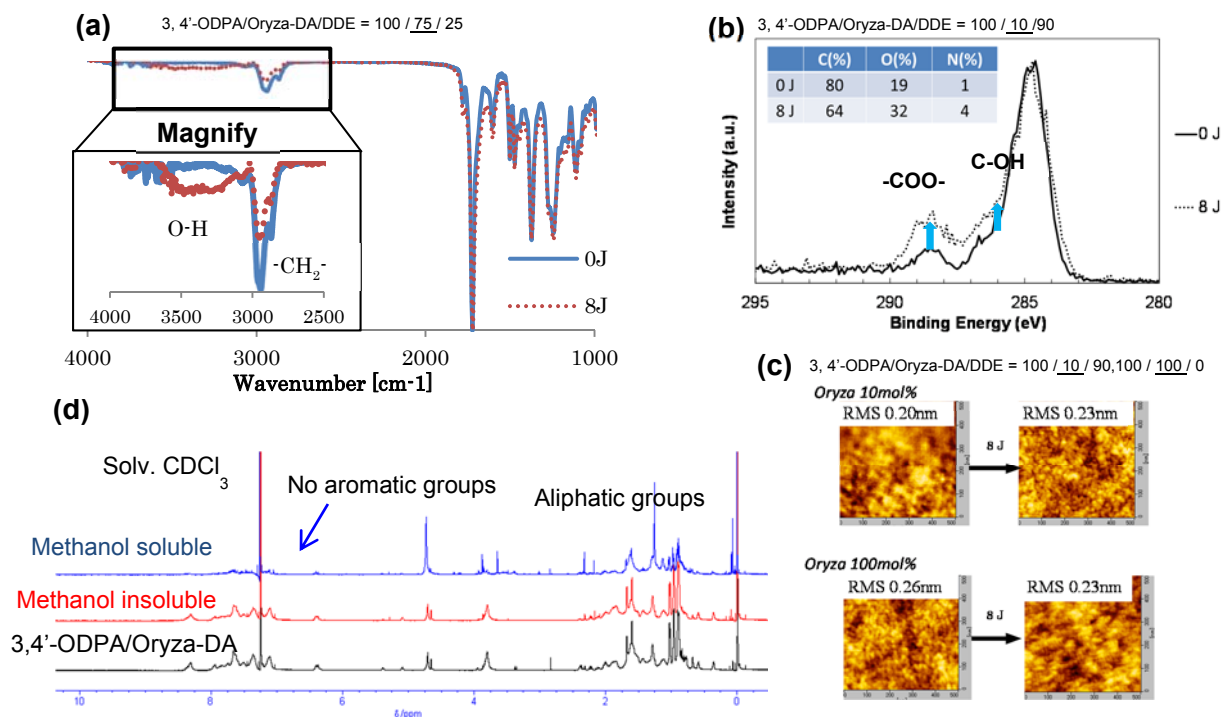 (a)
3, 4'-ODPA/Oryza-DA/DDE = 100 / 75 / 25
Magnify
O-H
-CH2-
4000 3500 3000 2500
0J
8J
4000 3000 2000 1000
Wavenumber [cm-1]
(b)
3, 4'-ODPA/Oryza-DA/DDE = 100 / 10 /90
C(%) O(%) N(%)
0 J 80 19 1
8 J 64 32 4
-COO-
C-OH
0 J
8 J
Intensity (a.u.)
295 290 285 280
Binding Energy (eV)
(c)
3, 4'-ODPA/Oryza-DA/DDE = 100 / 10 / 90,100 / 100 / 0
Oryza 10mol%
RMS 0.20nm
8 J
RMS 0.23nm
Oryza 100mol%
RMS 0.26nm
8 J
RMS 0.23nm
(d)
Solv. CDCl3
No aromatic groups
Aliphatic groups
Methanol soluble
Methanol insoluble
3,4'-ODPA/Oryza-DA
10 8 6 4 2 0
δ/ppm